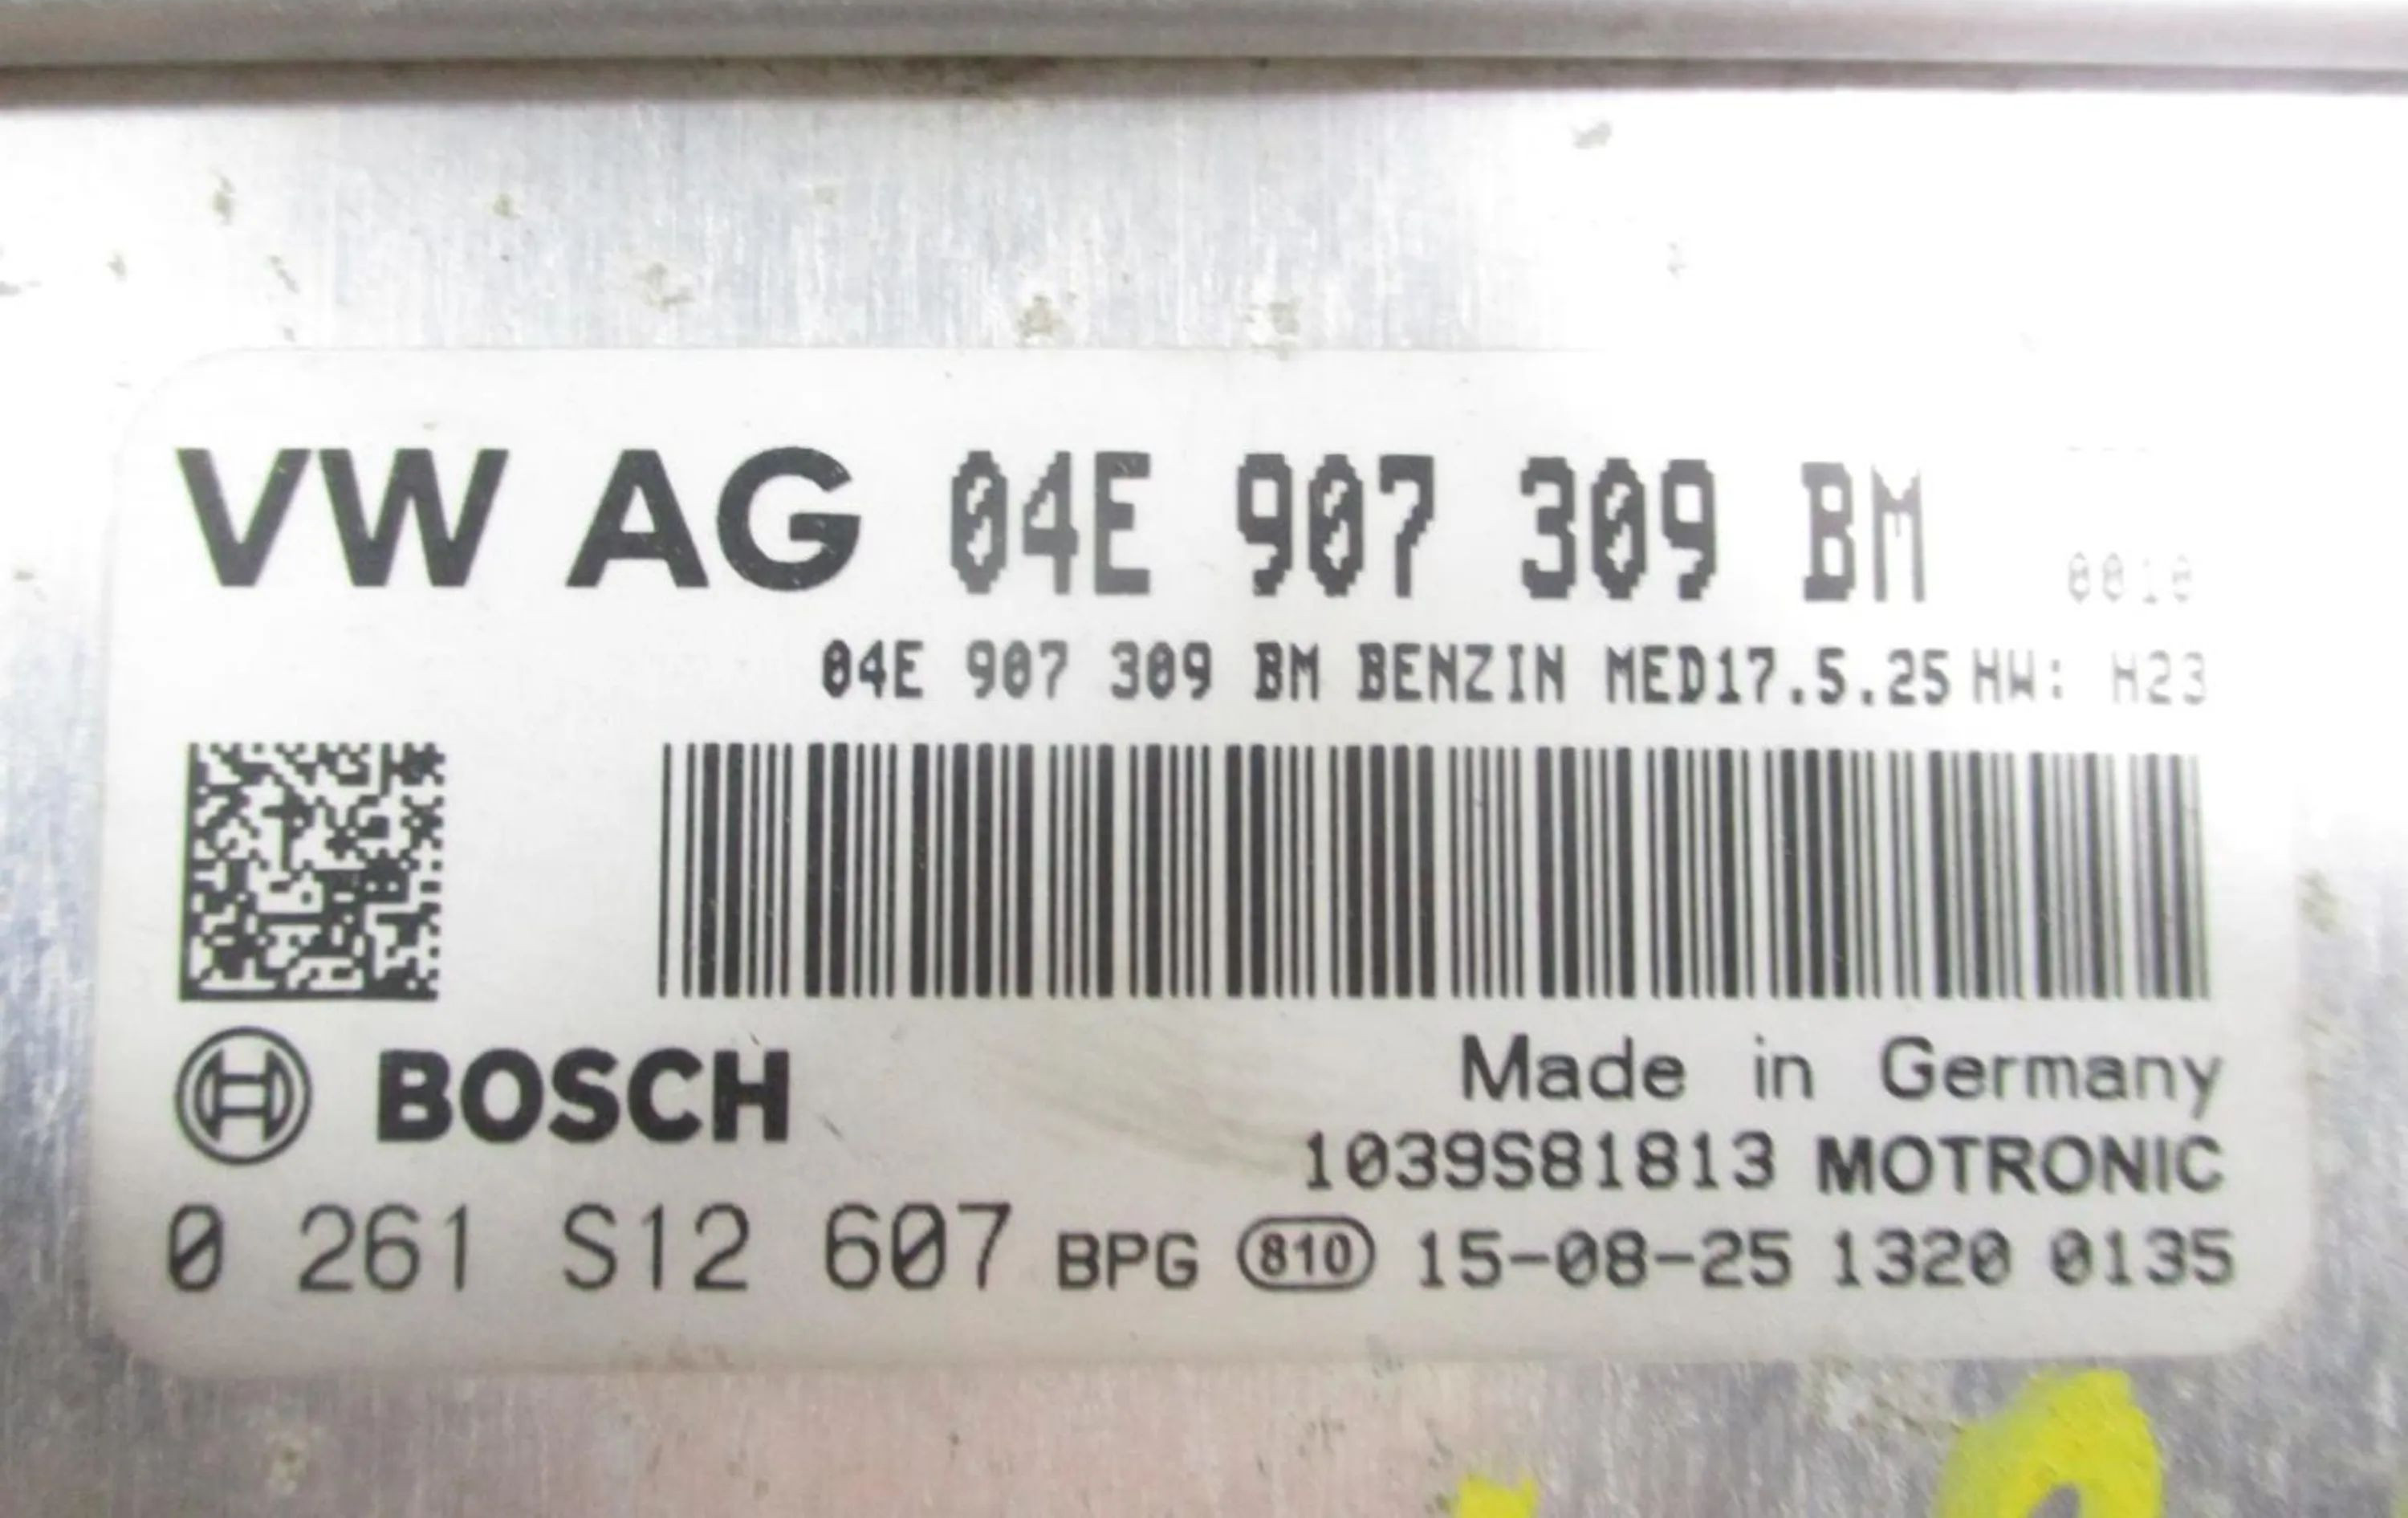 VW AG 04E 907 309 BM 0010
04E 907 309 BM BENZIN MED17.5.25 HW: H23
BOSCH
Made in Germany
1039S81813 MOTRONIC
0 261 S12 607 BPG 810 15-08-25 1320 0135